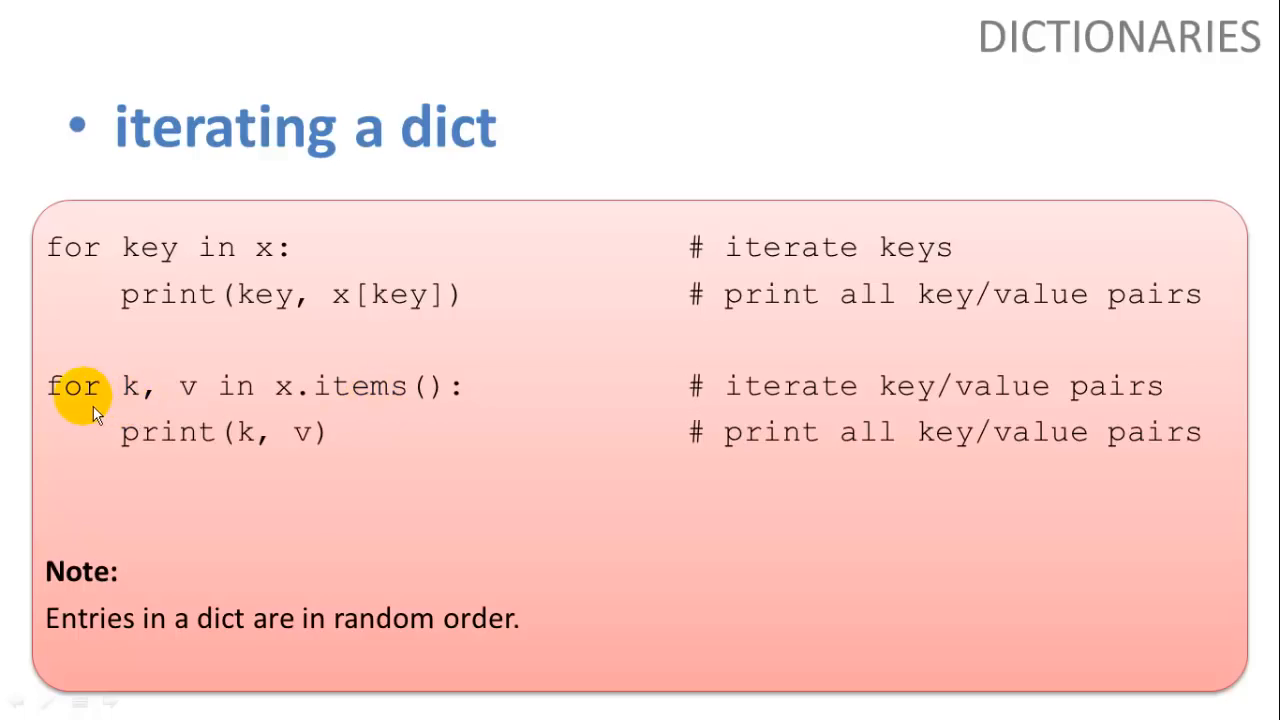 DICTIONARIES
• iterating a dict
for key in x: # iterate keys
    print(key, x[key]) # print all key/value pairs
for k, v in x.items(): # iterate key/value pairs
    print(k, v) # print all key/value pairs
Note:
Entries in a dict are in random order.